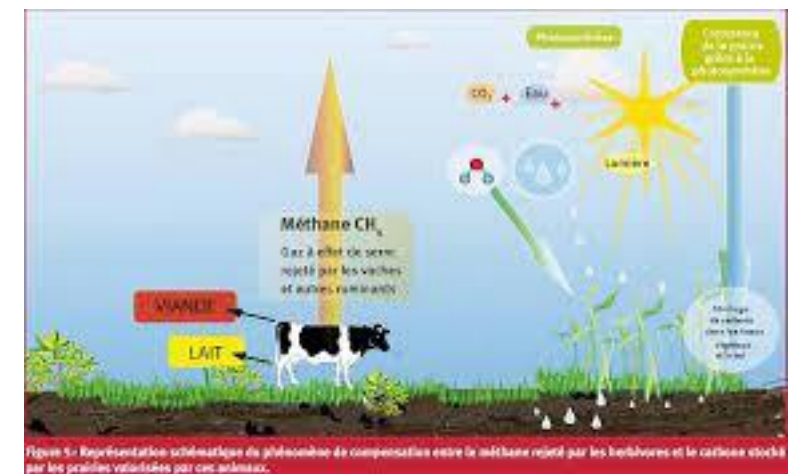 Photosynthèse
Croissance
de la prairie
grâce à la
photosynthèse
CO₂ + Eau +
Lumière
Méthane CH₄
Gaz à effet de serre
rejeté par les vaches
et autres ruminants
VIANDE
LAIT
Stockage
de carbone
dans les tissus
végétaux
et le sol
Figure 5 - Représentation schématique du phénomène de compensation entre le méthane rejeté par les herbivores et le carbone stocké
par les prairies valorisées par ces animaux.